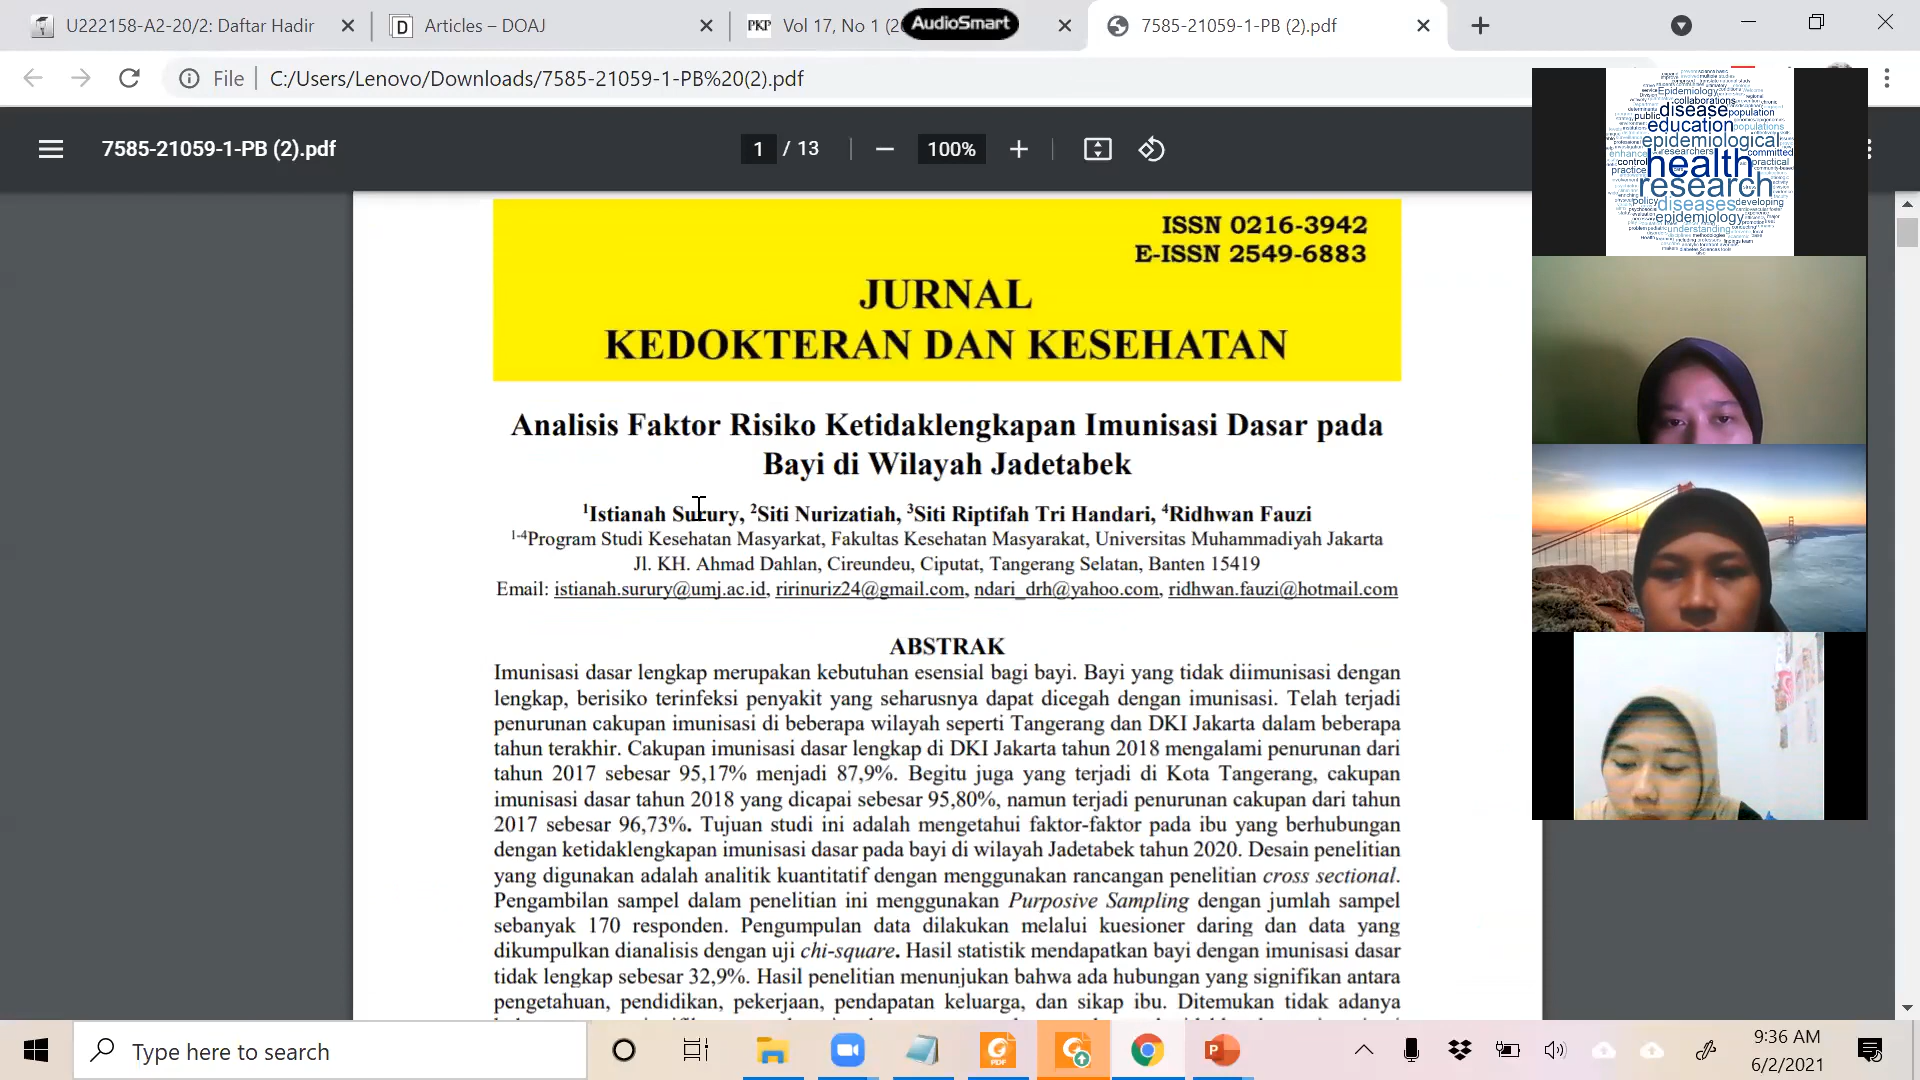 U222158-A2-20/2: Daftar Hadir
Articles – DOAJ
PKP Vol 17, No 1 (20
AudioSmart
7585-21059-1-PB (2).pdf
File C:/Users/Lenovo/Downloads/7585-21059-1-PB%20(2).pdf
7585-21059-1-PB (2).pdf
1 / 13
100%
ISSN 0216-3942
E-ISSN 2549-6883
JURNAL
KEDOKTERAN DAN KESEHATAN
Analisis Faktor Risiko Ketidaklengkapan Imunisasi Dasar pada
Bayi di Wilayah Jadetabek
¹Istianah Surury, ²Siti Nurizatiah, ³Siti Riptifah Tri Handari, ⁴Ridhwan Fauzi
¹⁻⁴Program Studi Kesehatan Masyarkat, Fakultas Kesehatan Masyarakat, Universitas Muhammadiyah Jakarta
Jl. KH. Ahmad Dahlan, Cireundeu, Ciputat, Tangerang Selatan, Banten 15419
Email: istianah.surury@umj.ac.id, ririnuriz24@gmail.com, ndari_drh@yahoo.com, ridhwan.fauzi@hotmail.com
ABSTRAK
Imunisasi dasar lengkap merupakan kebutuhan esensial bagi bayi. Bayi yang tidak diimunisasi dengan
lengkap, berisiko terinfeksi penyakit yang seharusnya dapat dicegah dengan imunisasi. Telah terjadi
penurunan cakupan imunisasi di beberapa wilayah seperti Tangerang dan DKI Jakarta dalam beberapa
tahun terakhir. Cakupan imunisasi dasar lengkap di DKI Jakarta tahun 2018 mengalami penurunan dari
tahun 2017 sebesar 95,17% menjadi 87,9%. Begitu juga yang terjadi di Kota Tangerang, cakupan
imunisasi dasar tahun 2018 yang dicapai sebesar 95,80%, namun terjadi penurunan cakupan dari tahun
2017 sebesar 96,73%. Tujuan studi ini adalah mengetahui faktor-faktor pada ibu yang berhubungan
dengan ketidaklengkapan imunisasi dasar pada bayi di wilayah Jadetabek tahun 2020. Desain penelitian
yang digunakan adalah analitik kuantitatif dengan menggunakan rancangan penelitian cross sectional.
Pengambilan sampel dalam penelitian ini menggunakan Purposive Sampling dengan jumlah sampel
sebanyak 170 responden. Pengumpulan data dilakukan melalui kuesioner daring dan data yang
dikumpulkan dianalisis dengan uji chi-square. Hasil statistik mendapatkan bayi dengan imunisasi dasar
tidak lengkap sebesar 32,9%. Hasil penelitian menunjukan bahwa ada hubungan yang signifikan antara
pengetahuan, pendidikan, pekerjaan, pendapatan keluarga, dan sikap ibu. Ditemukan tidak adanya
Epidemiology
collaborations
disease population
public
education populations
epidemiological
enhance researchers committed
control health practical
practice
research
policy diseases developing
epidemiology
understanding
Type here to search
9:36 AM
6/2/2021